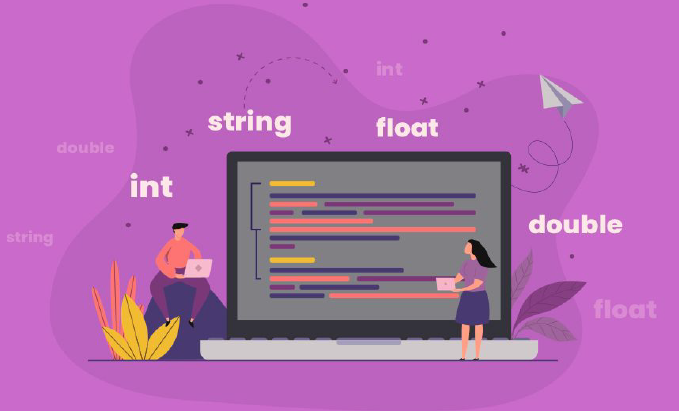 int
string
float
double
int
double
string
float